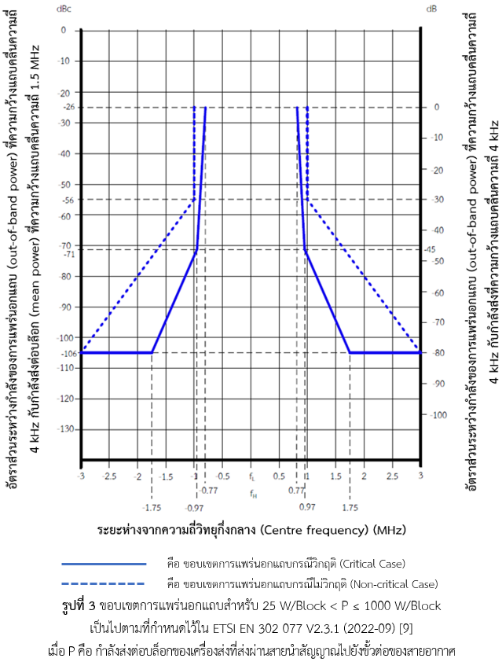 dBc
dB
อัตราส่วนระหว่างกำลังของการแพร่นอกแถบ (out-of-band power) ที่ความกว้างแถบคลื่นความถี่
4 kHz กับกำลังส่งต่อบล็อก (mean power) ที่ความกว้างแถบคลื่นความถี่ 1.5 MHz
0
-10
-20
-26
-30
-40
-50
-56
-60
-70
-71
-80
-90
-100
-106
-110
-120
-130
0
-10
-20
-30
-40
-45
-50
-60
-70
-80
-90
-100
อัตราส่วนระหว่างกำลังของการแพร่นอกแถบ (out-of-band power) ที่ความกว้างแถบคลื่นความถี่
4 kHz กับกำลังส่งที่ความกว้างแถบคลื่นความถี่ 4 kHz
-3 -2.5 -2 -1.5 -1 -0.5 fL 0.5 1 1.5 2 2.5 3
fH
-0.77 0.77
-1.75 -0.97 0.97 1.75
ระยะห่างจากความถี่วิทยุกึ่งกลาง (Centre frequency) (MHz)
คือ ขอบเขตการแพร่นอกแถบกรณีวิกฤติ (Critical Case)
คือ ขอบเขตการแพร่นอกแถบกรณีไม่วิกฤติ (Non-critical Case)
รูปที่ 3 ขอบเขตการแพร่นอกแถบสำหรับ 25 W/Block < P ≤ 1000 W/Block
เป็นไปตามที่กำหนดไว้ใน ETSI EN 302 077 V2.3.1 (2022-09) [9]
เมื่อ P คือ กำลังส่งต่อบล็อกของเครื่องส่งที่ส่งผ่านสายนำสัญญาณไปยังขั้วต่อของสายอากาศ